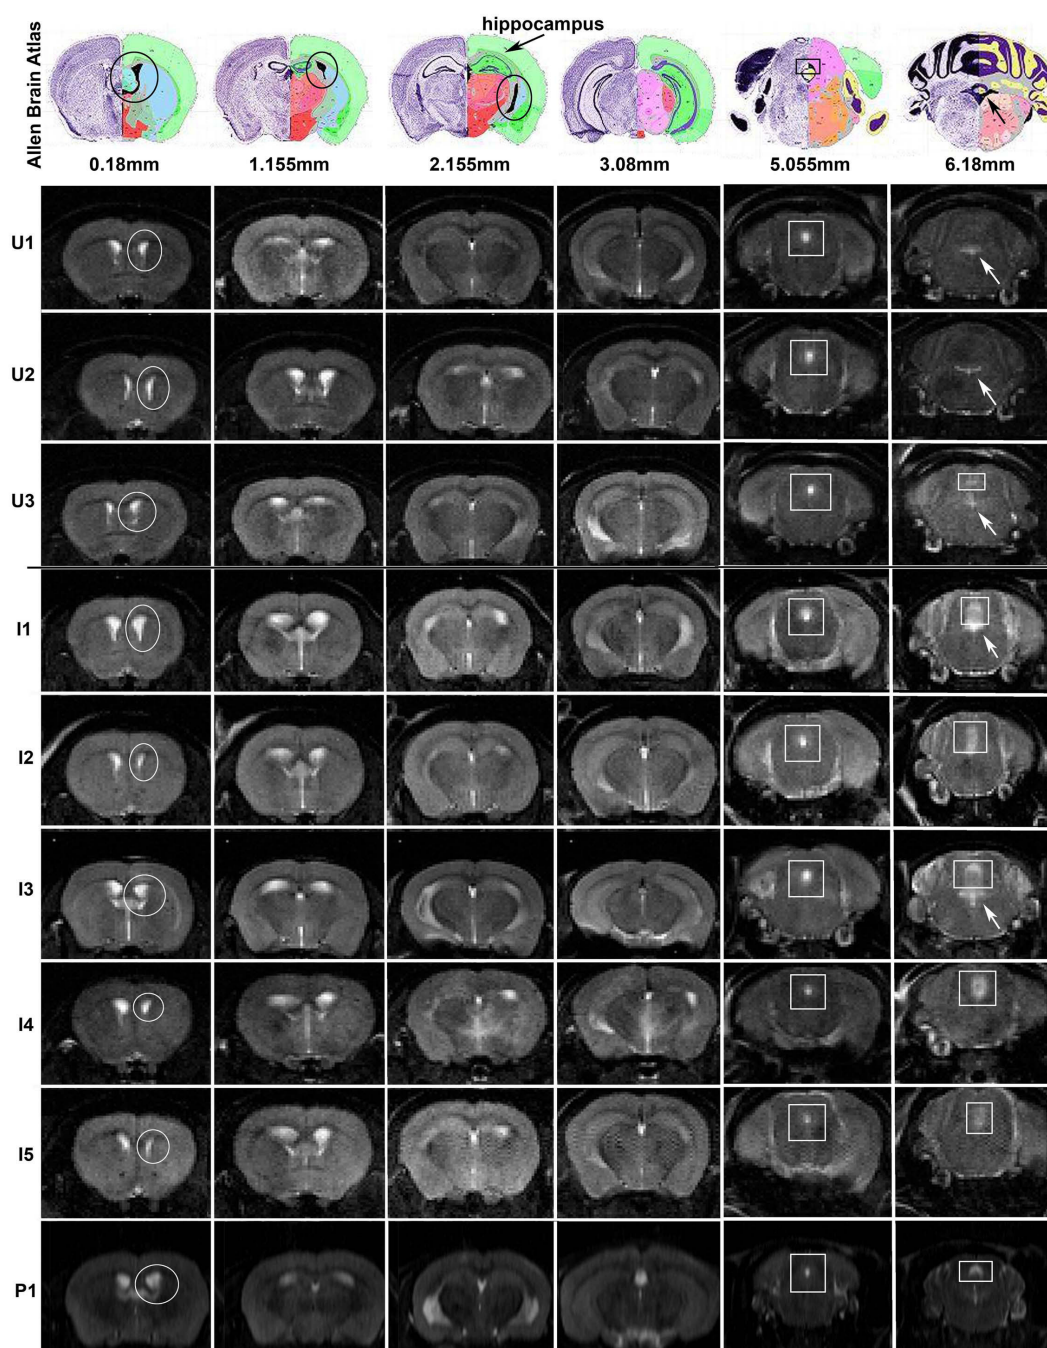 Allen Brain Atlas
hippocampus
0.18mm 1.155mm 2.155mm 3.08mm 5.055mm 6.18mm
U1
U2
U3
I1
I2
I3
I4
I5
P1